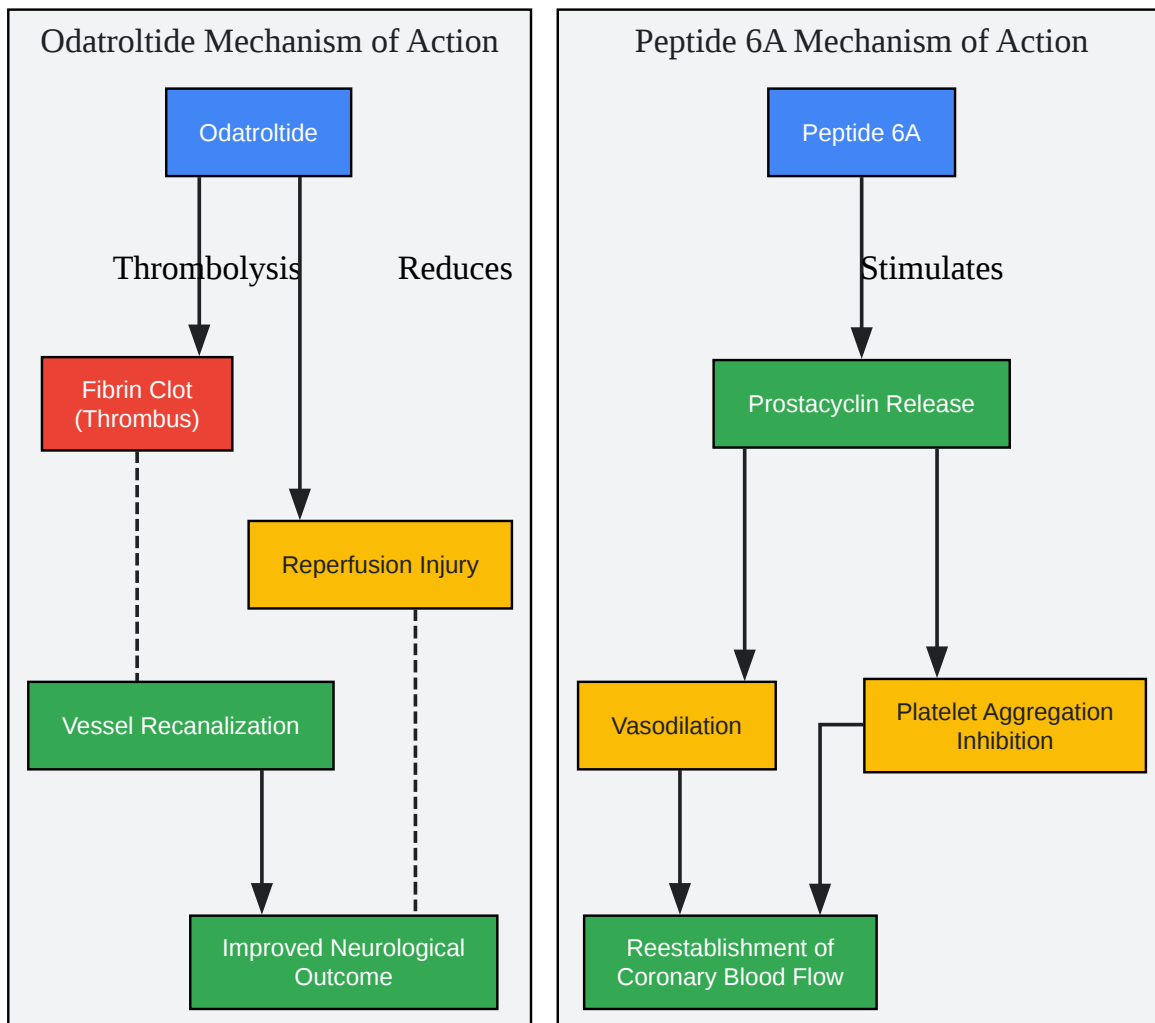 Odatroltide Mechanism of Action
Odatroltide
Thrombolysis
Reduces
Fibrin Clot
(Thrombus)
Reperfusion Injury
Vessel Recanalization
Improved Neurological
Outcome
Peptide 6A Mechanism of Action
Peptide 6A
Stimulates
Prostacyclin Release
Vasodilation
Platelet Aggregation
Inhibition
Reestablishment of
Coronary Blood Flow